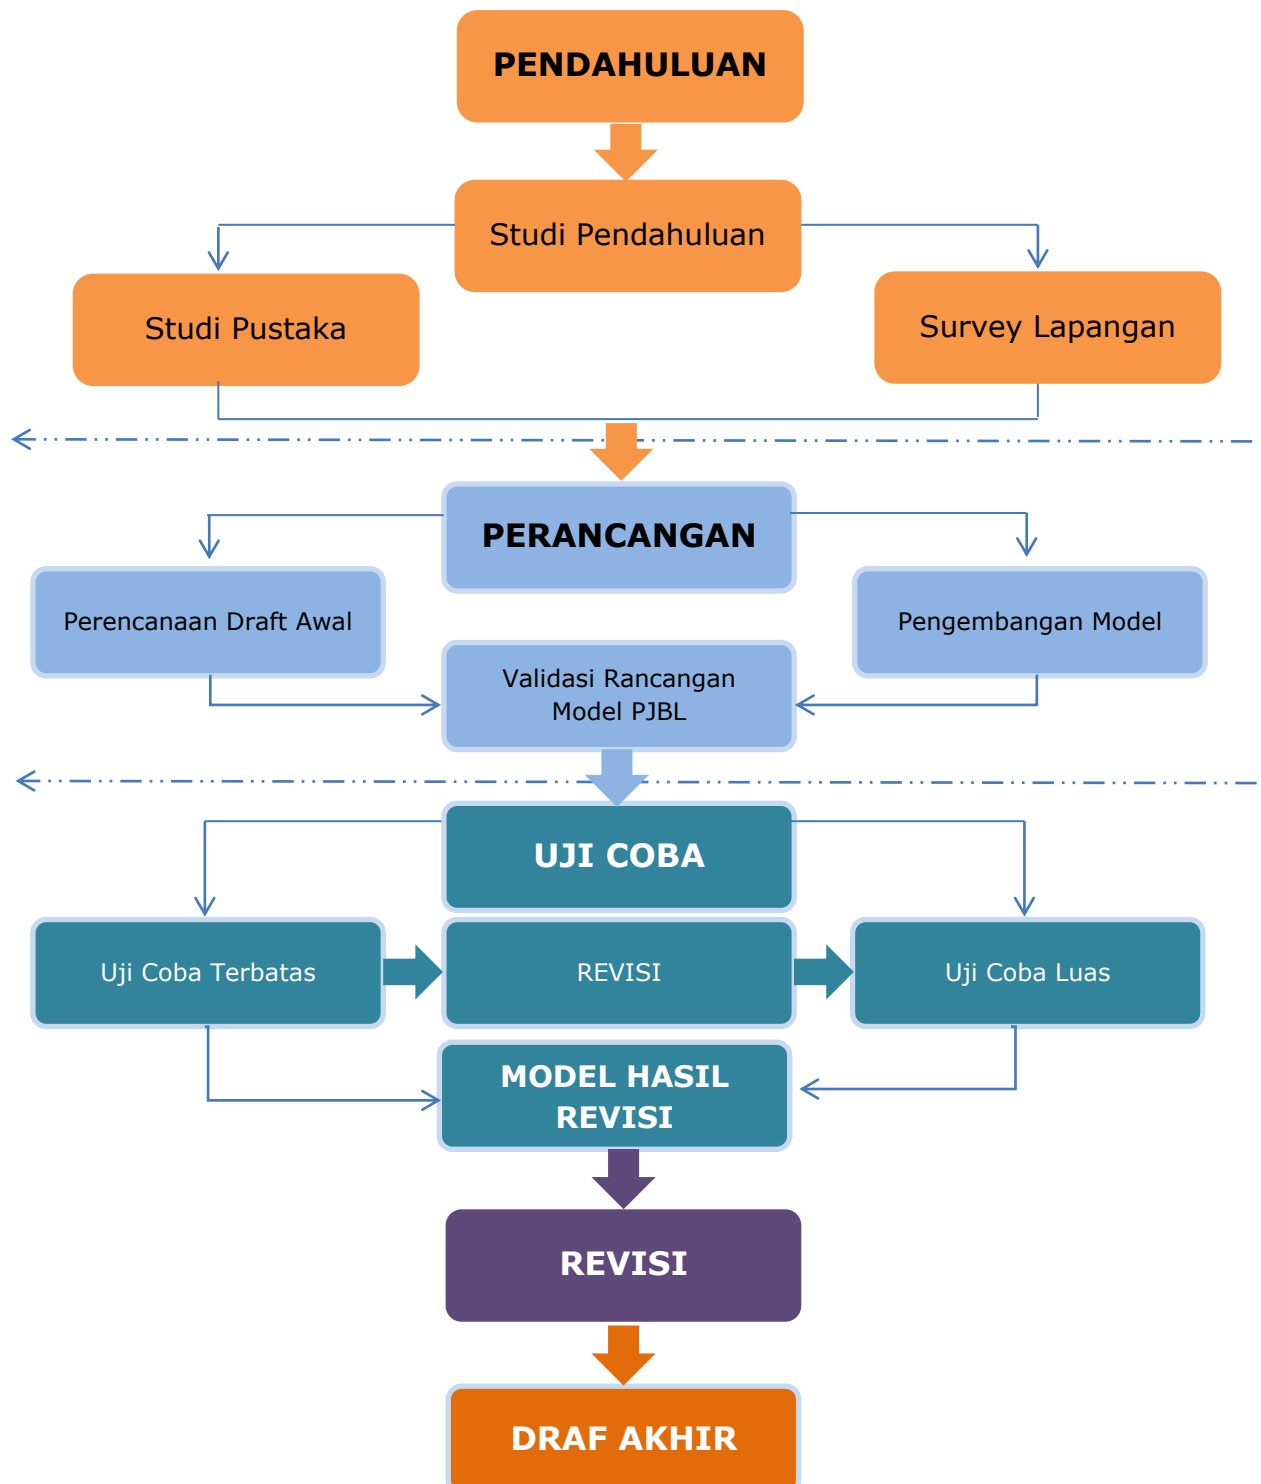 PENDAHULUAN
Studi Pendahuluan
Studi Pustaka
Survey Lapangan
PERANCANGAN
Perencanaan Draft Awal
Pengembangan Model
Validasi Rancangan
Model PJBL
UJI COBA
Uji Coba Terbatas
REVISI
Uji Coba Luas
MODEL HASIL
REVISI
REVISI
DRAF AKHIR